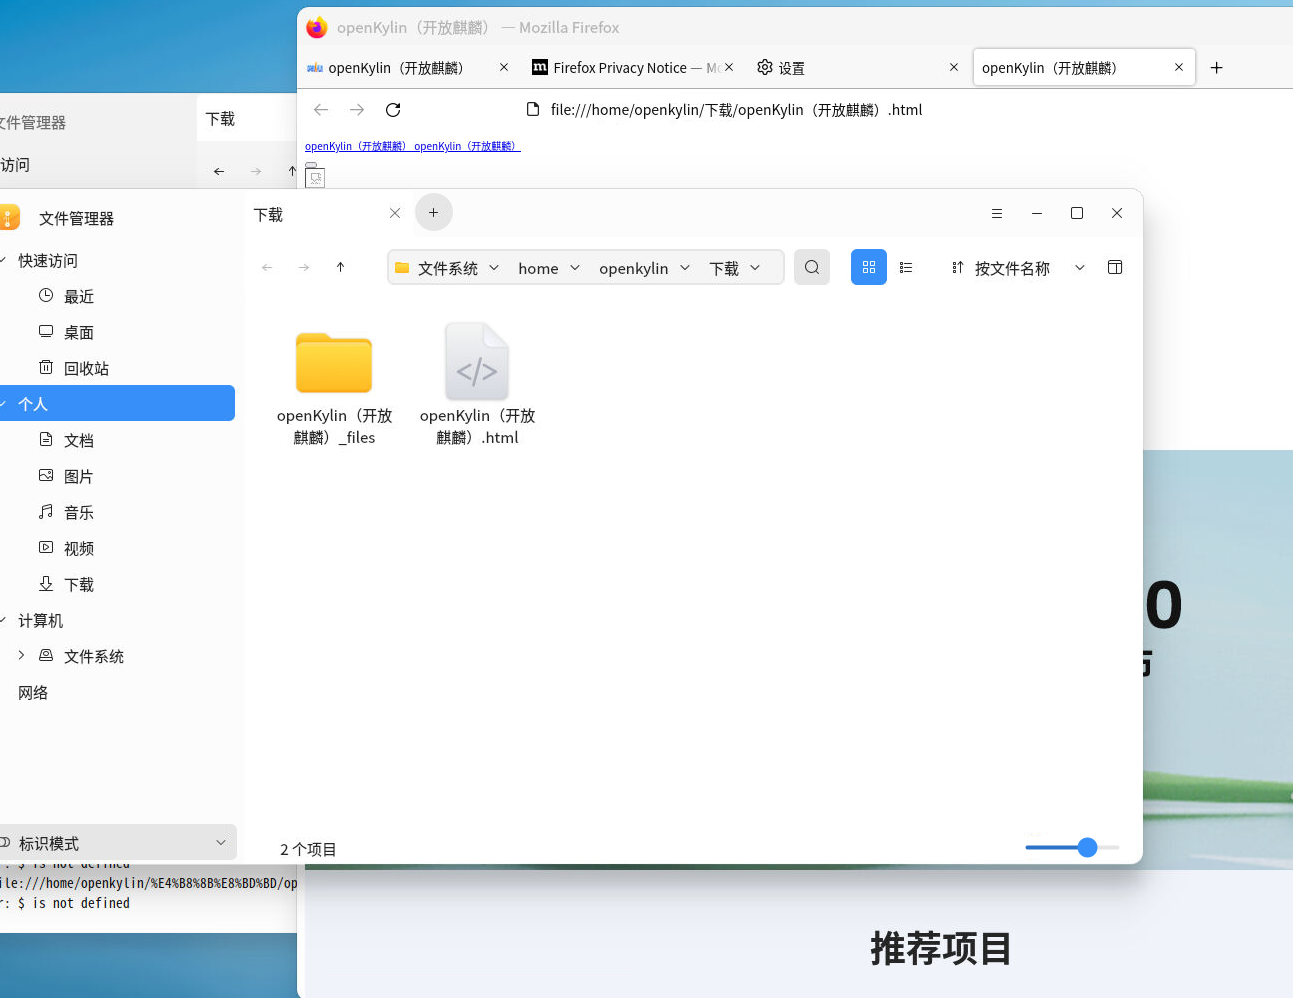 openKylin（开放麒麟） — Mozilla Firefox
openKylin（开放麒麟）
Firefox Privacy Notice — Mo
设置
openKylin（开放麒麟）
file:///home/openkylin/下载/openKylin（开放麒麟）.html
openKylin（开放麒麟） openKylin（开放麒麟）
文件管理器
下载
访问
文件管理器
下载
文件系统
home
openkylin
下载
按文件名称
快速访问
最近
桌面
回收站
个人
文档
图片
音乐
视频
下载
计算机
文件系统
网络
openKylin（开放
麒麟）_files
openKylin（开放
麒麟）.html
0
标识模式
2 个项目
r: $ is not defined
ile:///home/openkylin/%E4%B8%8B%E8%BD%BD/op
r: $ is not defined
推荐项目